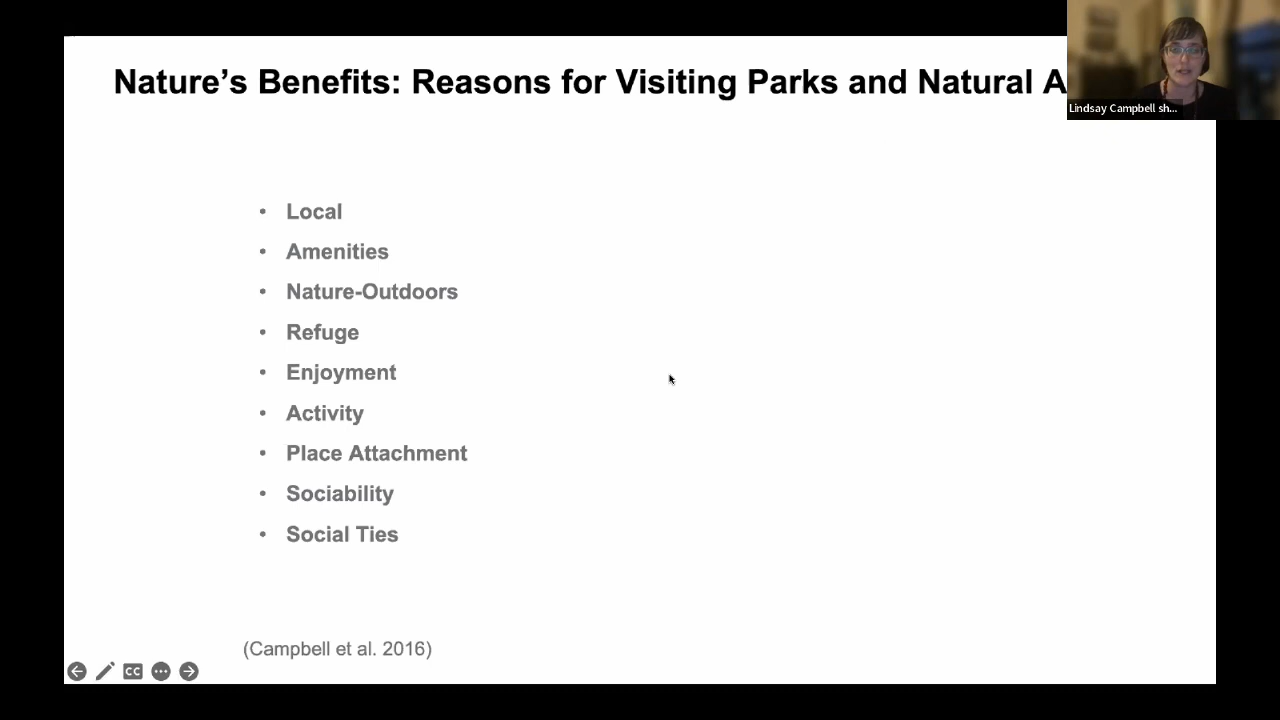 Nature's Benefits: Reasons for Visiting Parks and Natural A
Lindsay Campbell sh...
• Local
• Amenities
• Nature-Outdoors
• Refuge
• Enjoyment
• Activity
• Place Attachment
• Sociability
• Social Ties
(Campbell et al. 2016)
CC